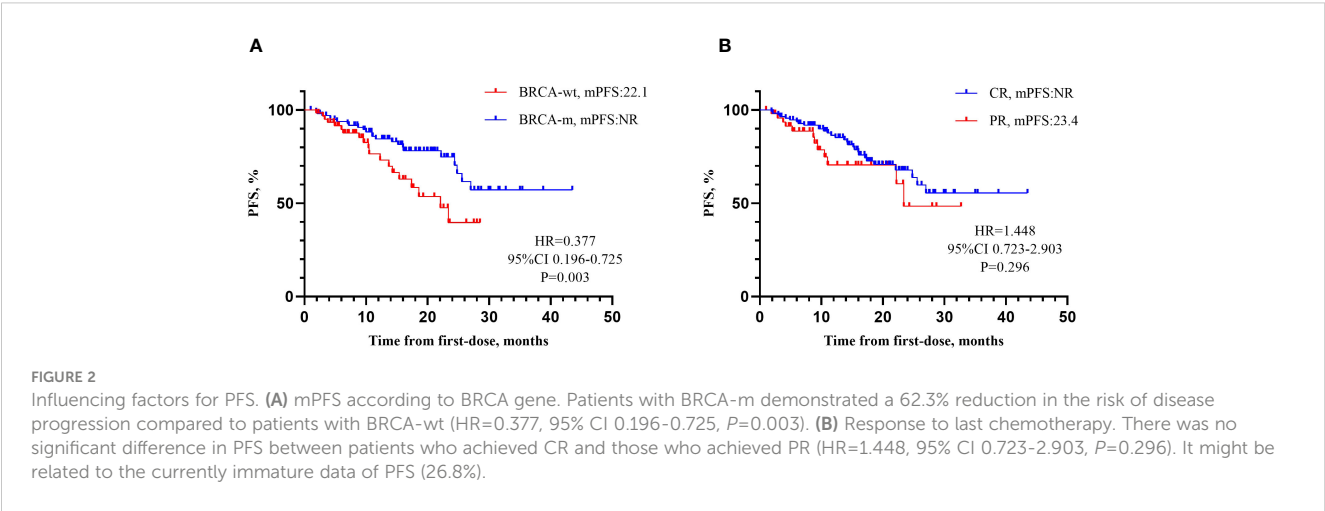 A
BRCA-wt, mPFS:22.1
BRCA-m, mPFS:NR
100
50
0
PFS, %
HR=0.377
95%CI 0.196-0.725
P=0.003
0 10 20 30 40 50
Time from first-dose, months
B
CR, mPFS:NR
PR, mPFS:23.4
100
50
0
PFS, %
HR=1.448
95%CI 0.723-2.903
P=0.296
0 10 20 30 40 50
Time from first-dose, months
FIGURE 2
Influencing factors for PFS. (A) mPFS according to BRCA gene. Patients with BRCA-m demonstrated a 62.3% reduction in the risk of disease
progression compared to patients with BRCA-wt (HR=0.377, 95% CI 0.196-0.725, P=0.003). (B) Response to last chemotherapy. There was no
significant difference in PFS between patients who achieved CR and those who achieved PR (HR=1.448, 95% CI 0.723-2.903, P=0.296). It might be
related to the currently immature data of PFS (26.8%).